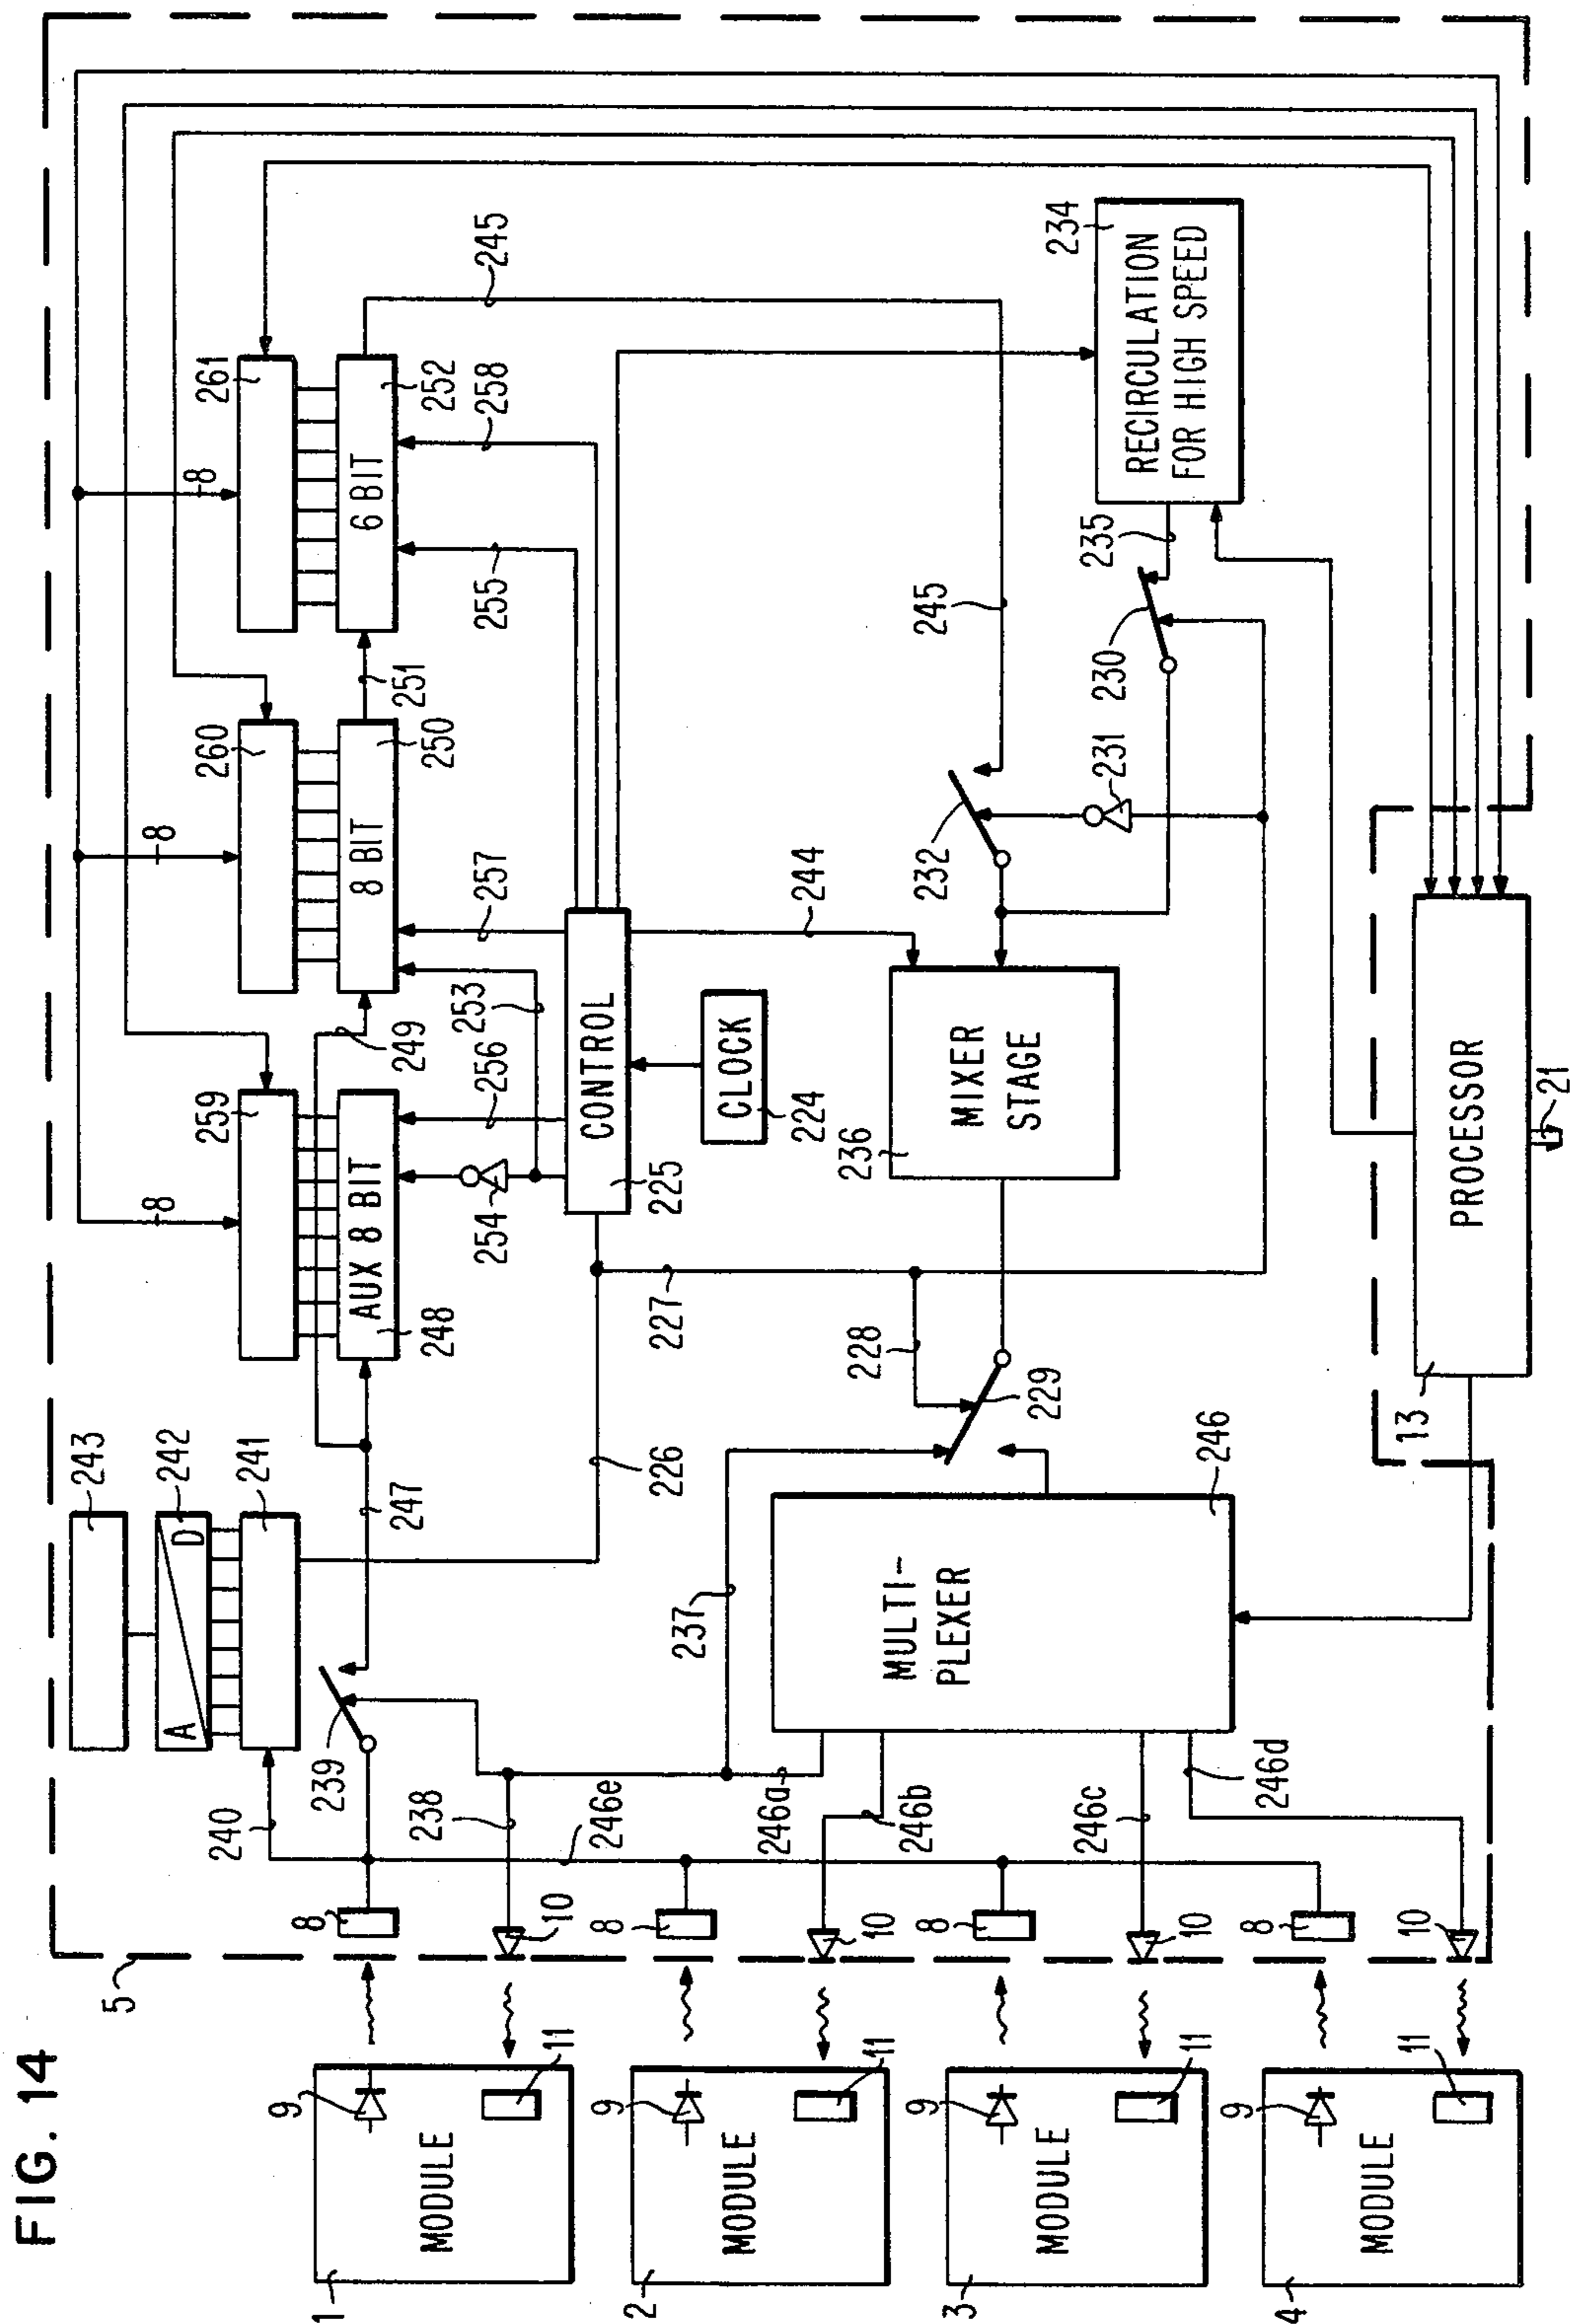 FIG. 14
5
243
242
241
A
D
240
239
247
226
238
246e
237
246a
246b
246c
246d
MULTI-
PLEXER
246
8
10
8
10
8
10
8
10
1
MODULE
9
11
2
MODULE
9
11
3
MODULE
9
11
4
MODULE
9
11
259
AUX 8 BIT
248
8
249
260
8 BIT
250
8
251
261
6 BIT
252
8
245
254
256
253
257
255
258
CONTROL
225
CLOCK
224
227
228
229
244
MIXER
STAGE
236
232
245
231
230
235
RECIRCULATION
FOR HIGH SPEED
234
PROCESSOR
13
21